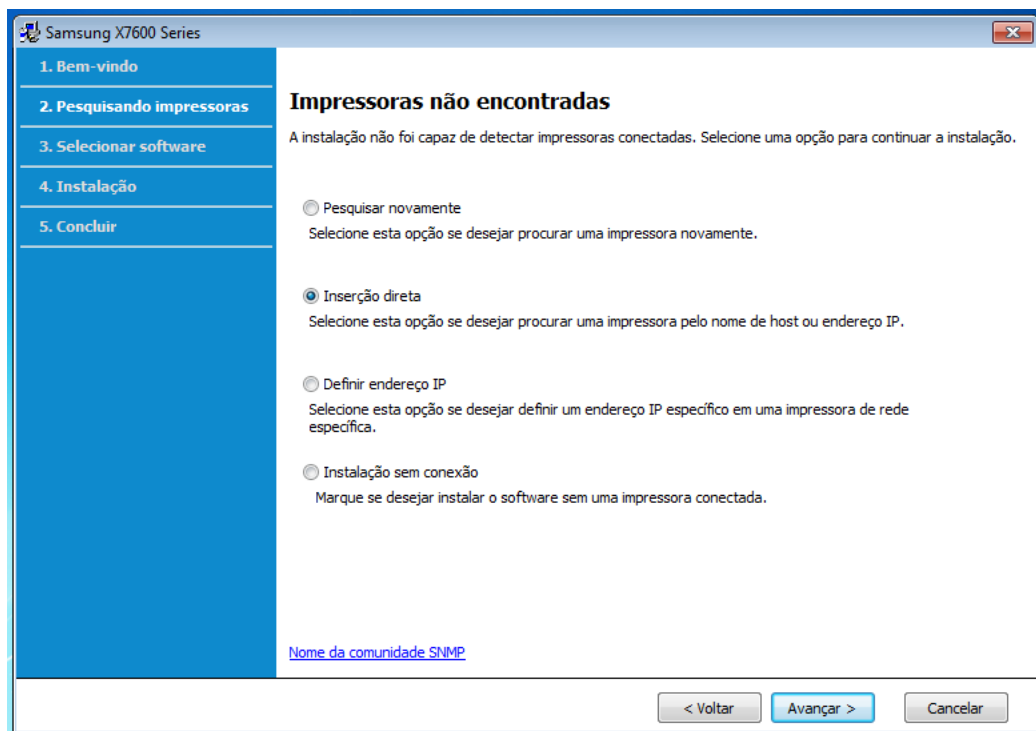 Samsung X7600 Series
1. Bem-vindo
2. Pesquisando impressoras
3. Selecionar software
4. Instalação
5. Concluir
Impressoras não encontradas
A instalação não foi capaz de detectar impressoras conectadas. Selecione uma opção para continuar a instalação.
Pesquisar novamente
Selecione esta opção se desejar procurar uma impressora novamente.
Inserção direta
Selecione esta opção se desejar procurar uma impressora pelo nome de host ou endereço IP.
Definir endereço IP
Selecione esta opção se desejar definir um endereço IP específico em uma impressora de rede
específica.
Instalação sem conexão
Marque se desejar instalar o software sem uma impressora conectada.
Nome da comunidade SNMP
< Voltar
Avançar >
Cancelar